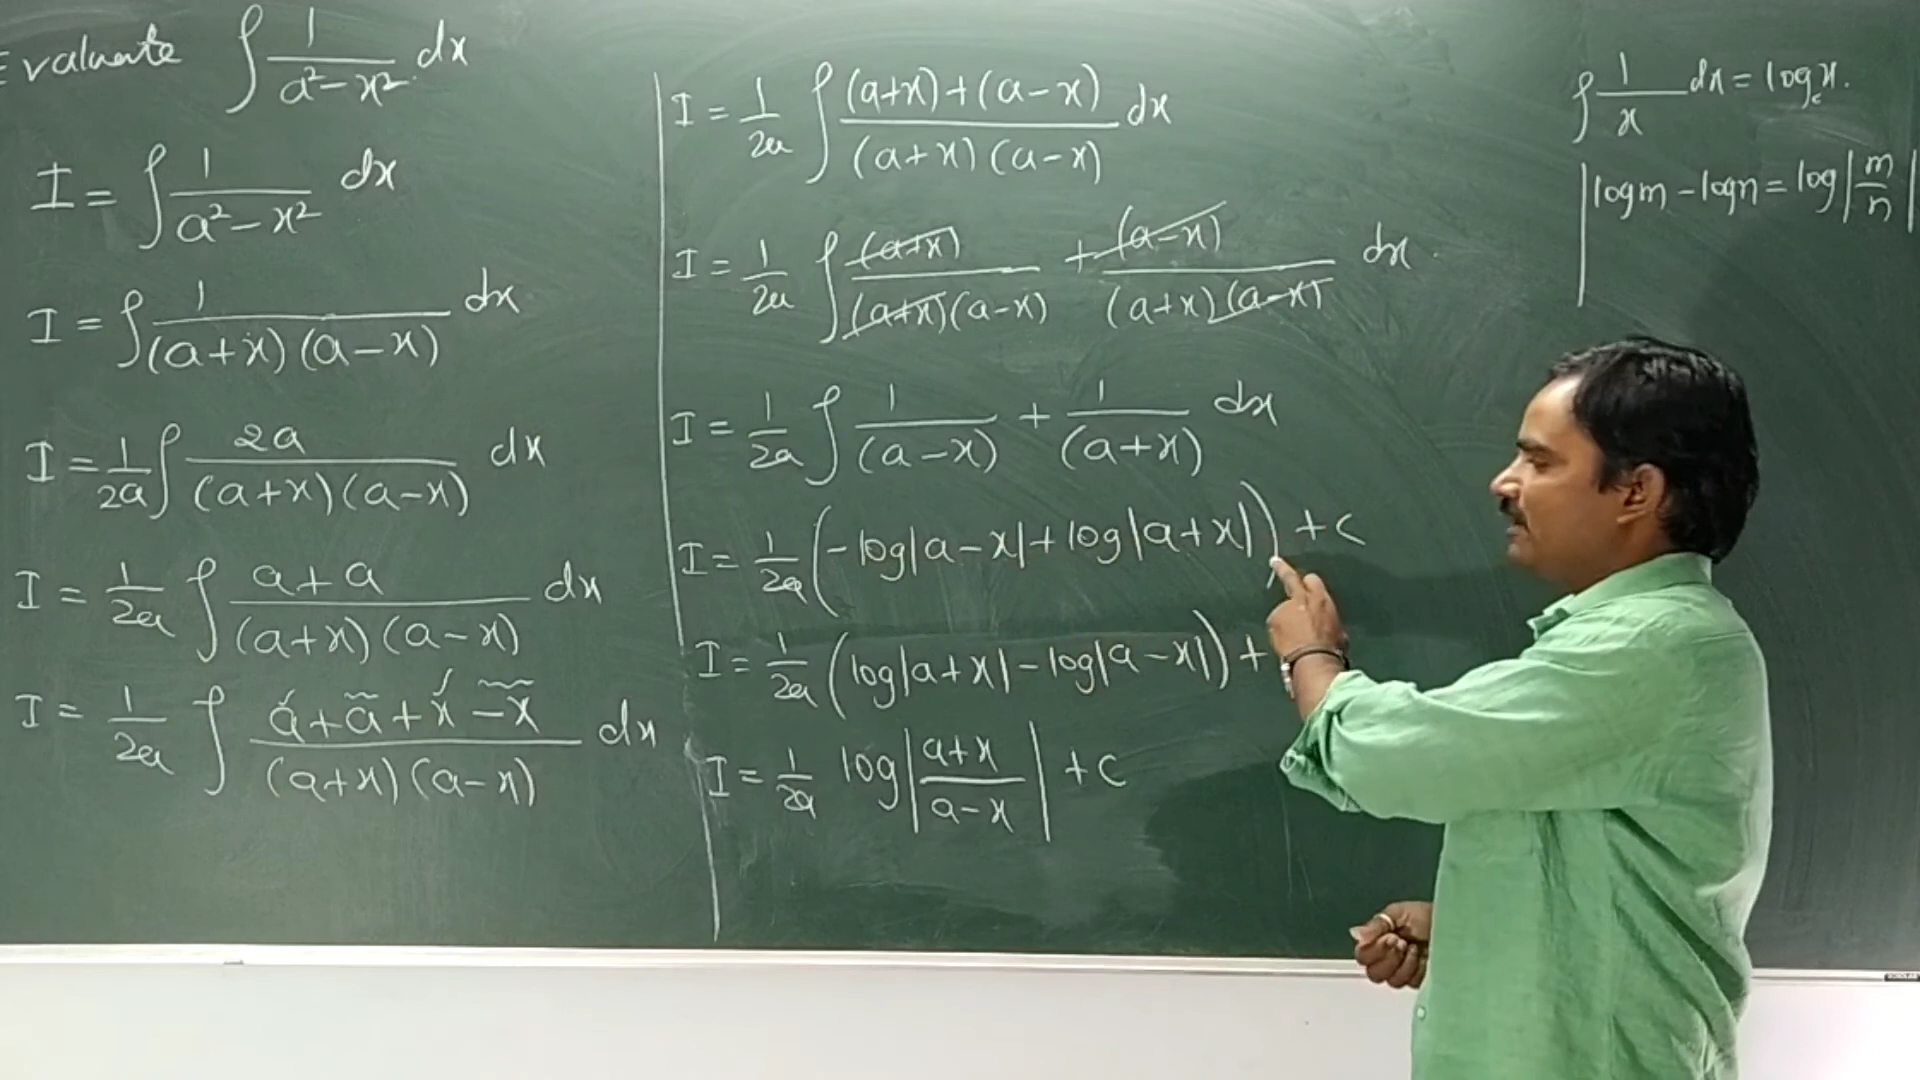 Evaluate ∫ 1/(a²-x²) dx
I = ∫ 1/(a²-x²) dx
I = ∫ 1/((a+x)(a-x)) dx
I = 1/2a ∫ 2a/((a+x)(a-x)) dx
I = 1/2a ∫ (a+a)/((a+x)(a-x)) dx
I = 1/2a ∫ (a+a+x-x)/((a+x)(a-x)) dx
I = 1/2a ∫ ((a+x)+(a-x))/((a+x)(a-x)) dx
I = 1/2a ∫ (a+x)/((a+x)(a-x)) + (a-x)/((a+x)(a-x)) dx.
I = 1/2a ∫ 1/(a-x) + 1/(a+x) dx
I = 1/2a (-log|a-x|+log|a+x|) + c
I = 1/2a (log|a+x|-log|a-x|) +
I = 1/2a log|(a+x)/(a-x)| + c
∫ 1/x dx = logₑx.
logm - logn = log|m/n|